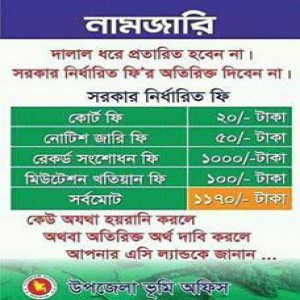 নামজারি
দালাল ধরে প্রতারিত হবেন না।
সরকার নির্ধারিত ফি'র অতিরিক্ত দিবেন না।
সরকার নির্ধারিত ফি
কোর্ট ফি ২০/- টাকা
নোটিশ জারি ফি ৫০/- টাকা
রেকর্ড সংশোধন ফি ১০০০/- টাকা
মিউটেশন খতিয়ান ফি ১০০/- টাকা
সর্বমোট ১১৭০/- টাকা
কেউ অযথা হয়রানি করলে
অথবা অতিরিক্ত অর্থ দাবি করলে
আপনার এসি ল্যান্ডকে জানান ...
উপজেলা ভূমি অফিস